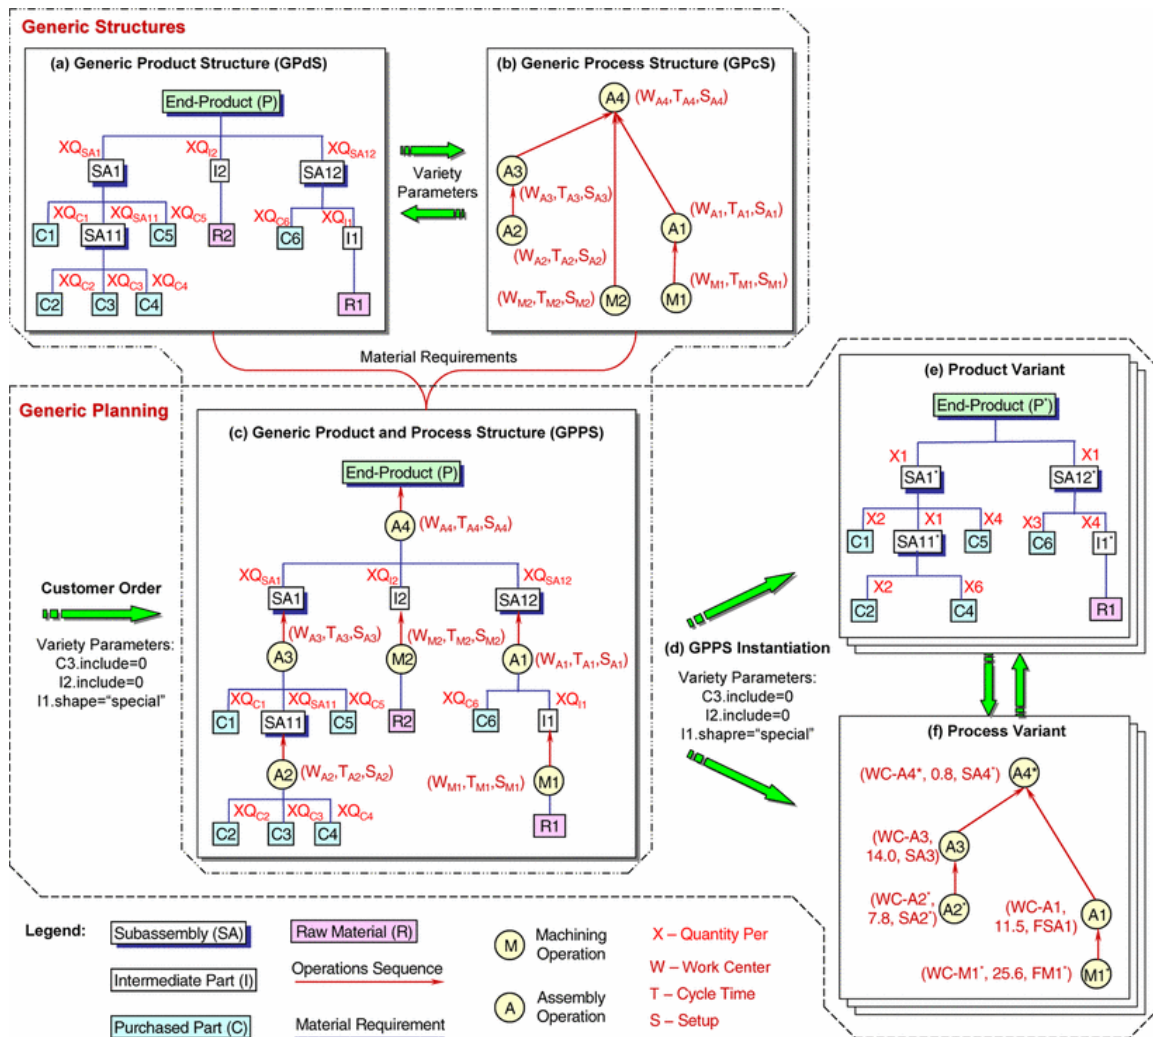 Generic Structures
(a) Generic Product Structure (GPdS)
End-Product (P)
XQSA1
XQI2
XQSA12
SA1
I2
SA12
XQC1
XQSA11
XQC5
XQC6
XQI1
C1
SA11
C5
R2
C6
I1
XQC2
XQC3
XQC4
C2
C3
C4
R1
Variety
Parameters
(b) Generic Process Structure (GPcS)
A4
(WA4,TA4,SA4)
A3
(WA3,TA3,SA3)
(WA1,TA1,SA1)
A2
A1
(WA2,TA2,SA2)
(WM1,TM1,SM1)
(WM2,TM2,SM2)
M2
M1
Material Requirements
Generic Planning
(c) Generic Product and Process Structure (GPPS)
End-Product (P)
A4
(WA4,TA4,SA4)
XQSA1
XQI2
XQSA12
SA1
I2
SA12
(WA3,TA3,SA3)
(WM2,TM2,SM2)
A3
M2
A1
(WA1,TA1,SA1)
XQC1
XQSA11
XQC5
XQC6
XQI1
C1
SA11
C5
R2
C6
I1
A2
(WA2,TA2,SA2)
(WM1,TM1,SM1)
M1
XQC2
XQC3
XQC4
C2
C3
C4
R1
Customer Order
Variety Parameters:
C3.include=0
I2.include=0
I1.shape="special"
(d) GPPS Instantiation
Variety Parameters:
C3.include=0
I2.include=0
I1.shapre="special"
(e) Product Variant
End-Product (P*)
X1
X1
SA1*
SA12*
X2
X1
X4
X3
X4
C1
SA11*
C5
C6
I1*
X2
X6
C2
C4
R1
(f) Process Variant
(WC-A4*, 0.8, SA4*)
A4*
(WC-A3,
14.0, SA3)
A3
(WC-A2*,
7.8, SA2*)
A2*
(WC-A1,
11.5, FSA1)
A1
(WC-M1*, 25.6, FM1*)
M1*
Legend:
Subassembly (SA)
Intermediate Part (I)
Purchased Part (C)
Raw Material (R)
Operations Sequence
Material Requirement
M
Machining
Operation
A
Assembly
Operation
X – Quantity Per
W – Work Center
T – Cycle Time
S – Setup